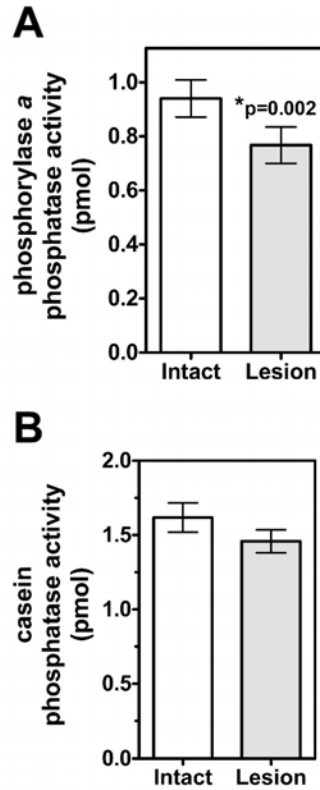 A
phosphorylase a
phosphatase activity
(pmol)
1.0
0.8
0.6
0.4
0.2
0.0
*p=0.002
Intact Lesion
B
casein
phosphatase activity
(pmol)
2.0
1.5
1.0
0.5
0.0
Intact Lesion